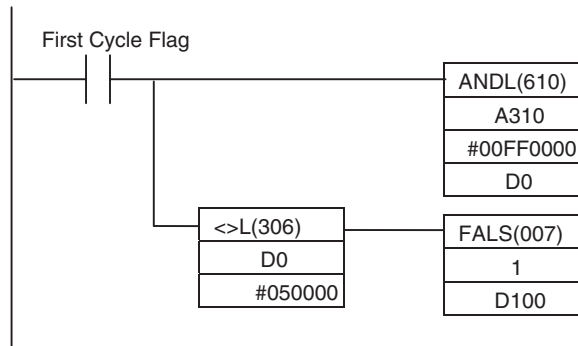 First Cycle Flag
ANDL(610)
A310
#00FF0000
D0
<>L(306)
D0
#050000
FALS(007)
1
D100